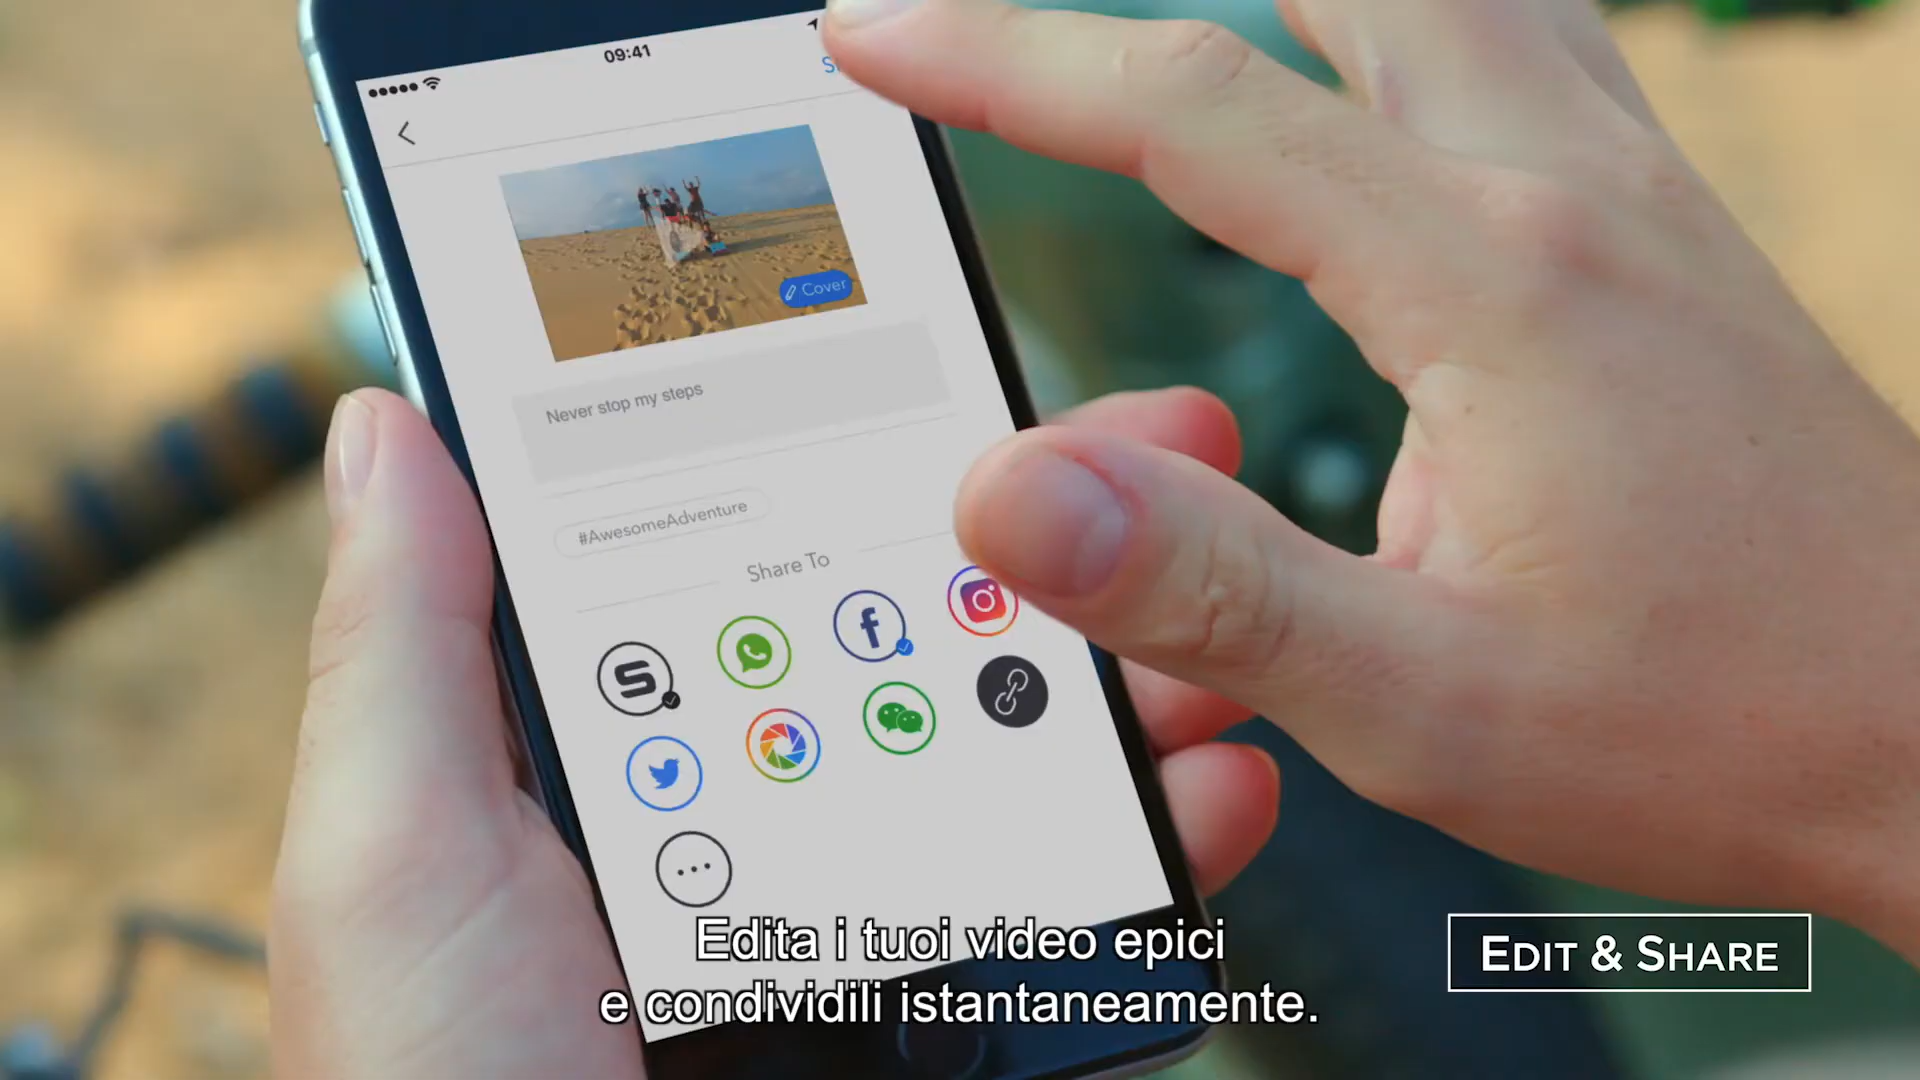 09:41
Cover
Never stop my steps
#AwesomeAdventure
Share To
Edita i tuoi video epici
e condividili istantaneamente.
EDIT & SHARE